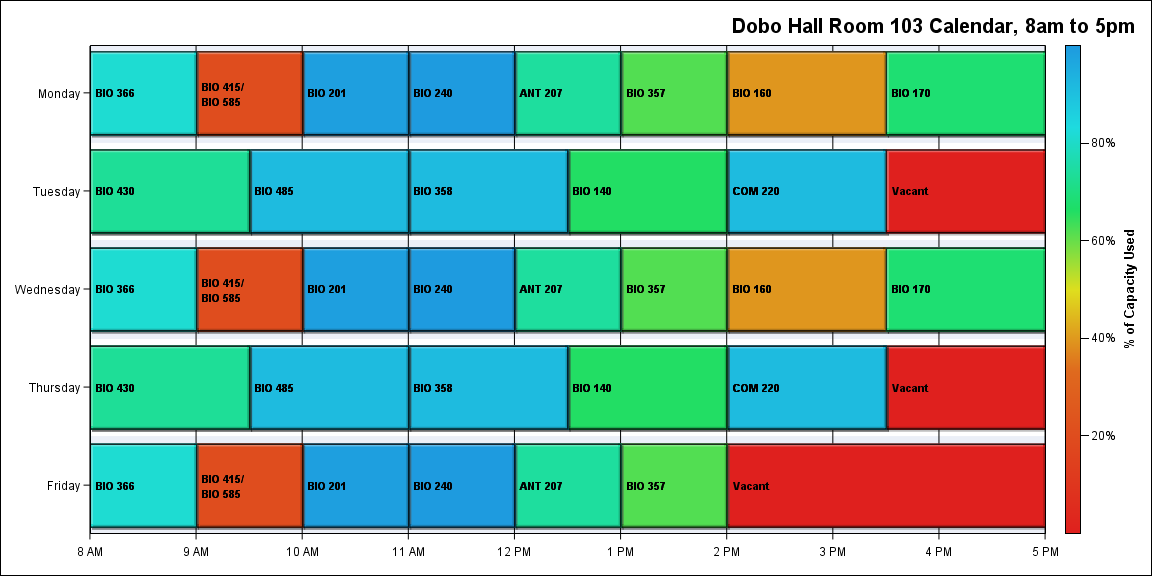 Dobo Hall Room 103 Calendar, 8am to 5pm
Monday
BIO 366
BIO 415/
BIO 585
BIO 201
BIO 240
ANT 207
BIO 357
BIO 160
BIO 170
Tuesday
BIO 430
BIO 485
BIO 358
BIO 140
COM 220
Vacant
Wednesday
BIO 366
BIO 415/
BIO 585
BIO 201
BIO 240
ANT 207
BIO 357
BIO 160
BIO 170
Thursday
BIO 430
BIO 485
BIO 358
BIO 140
COM 220
Vacant
Friday
BIO 366
BIO 415/
BIO 585
BIO 201
BIO 240
ANT 207
BIO 357
Vacant
8 AM
9 AM
10 AM
11 AM
12 PM
1 PM
2 PM
3 PM
4 PM
5 PM
80%
60%
40%
20%
% of Capacity Used